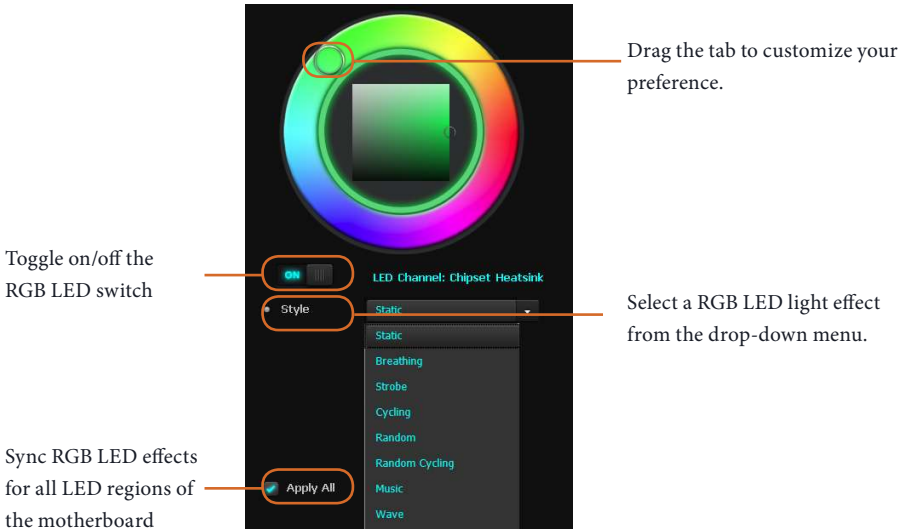 Drag the tab to customize your
preference.
Toggle on/off the
RGB LED switch
ON
LED Channel: Chipset Heatsink
Style
Static
Select a RGB LED light effect
from the drop-down menu.
Static
Breathing
Strobe
Cycling
Random
Random Cycling
Music
Wave
Sync RGB LED effects
for all LED regions of
the motherboard
Apply All